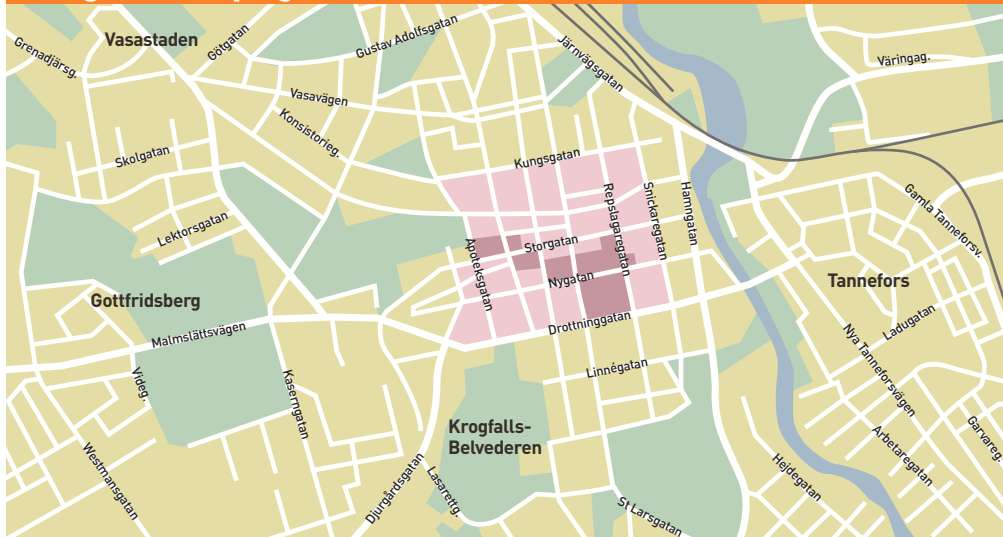 Vasastaden
Götgatan
Gustav Adolfsgatan
Grenadjärsg.
Järnvägsgatan
Väringag.
Vasavägen
Konsistorieg.
Skolgatan
Kungsgatan
Repslagaregatan
Snickaregatan
Hamngatan
Gamla Tanneforsv.
Lektorsgatan
Apoteksgatan
Storgatan
Nygatan
Tannefors
Gottfridsberg
Malmslättsvägen
Drottninggatan
Ladugatan
Nya Tanneforsvägen
Videg.
Kaserngatan
Linnégatan
Krogfalls-
Belvederen
Garvareg.
Arbetaregatan
Westmansgatan
Djurgårdsgatan
Lasarettg.
Hejdegatan
St Larsgatan